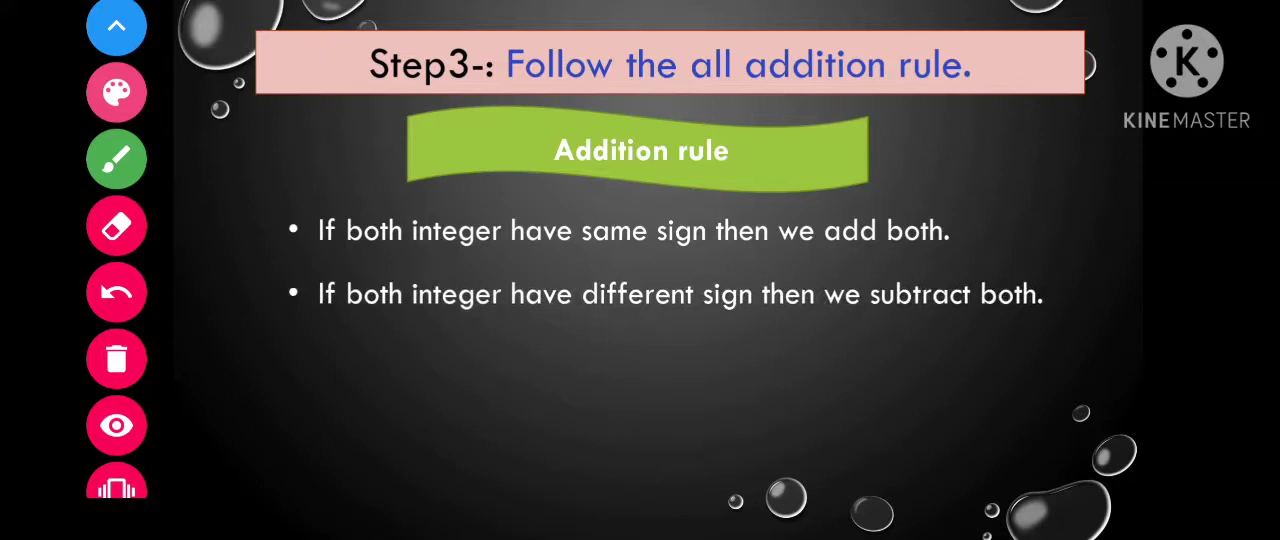 Step3-: Follow the all addition rule.
K
KINEMASTER
Addition rule
• If both integer have same sign then we add both.
• If both integer have different sign then we subtract both.